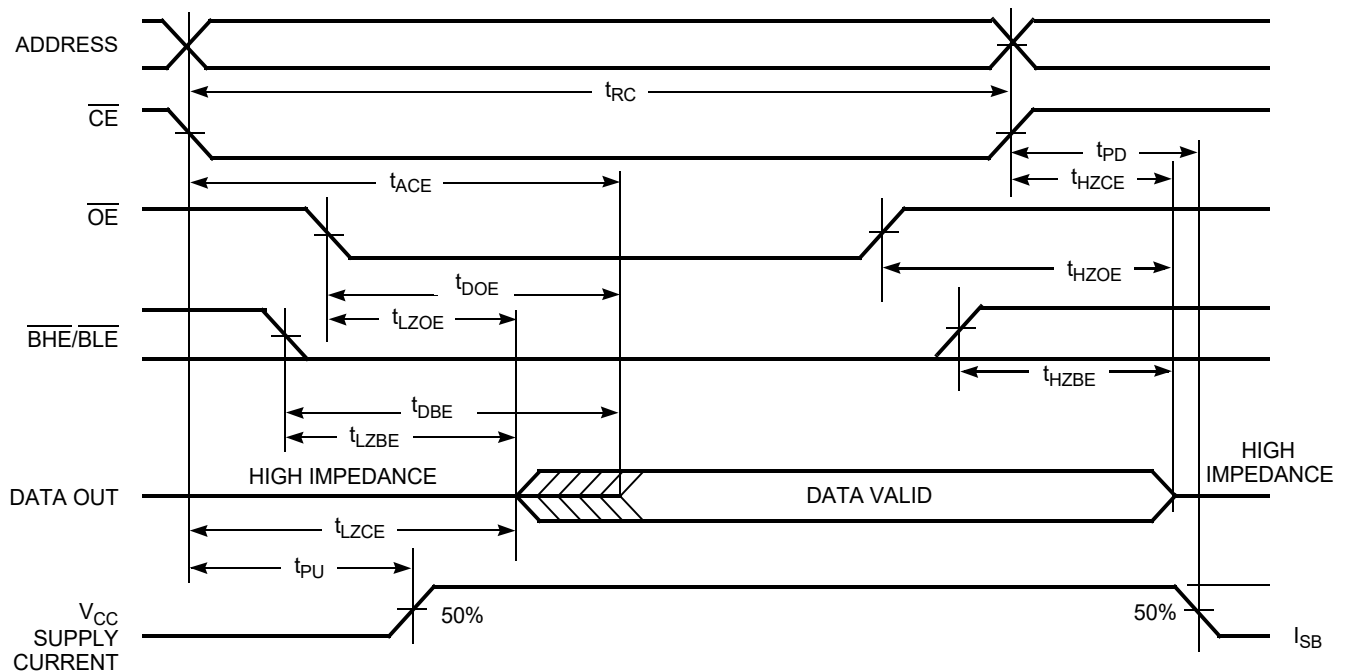 ADDRESS
tRC
CE
tPD
tACE
tHZCE
OE
tHZOE
tDOE
tLZOE
BHE/BLE
tHZBE
tDBE
tLZBE
HIGH IMPEDANCE
HIGH
IMPEDANCE
DATA OUT
DATA VALID
tLZCE
tPU
VCC
SUPPLY
CURRENT
50%
50%
ISB